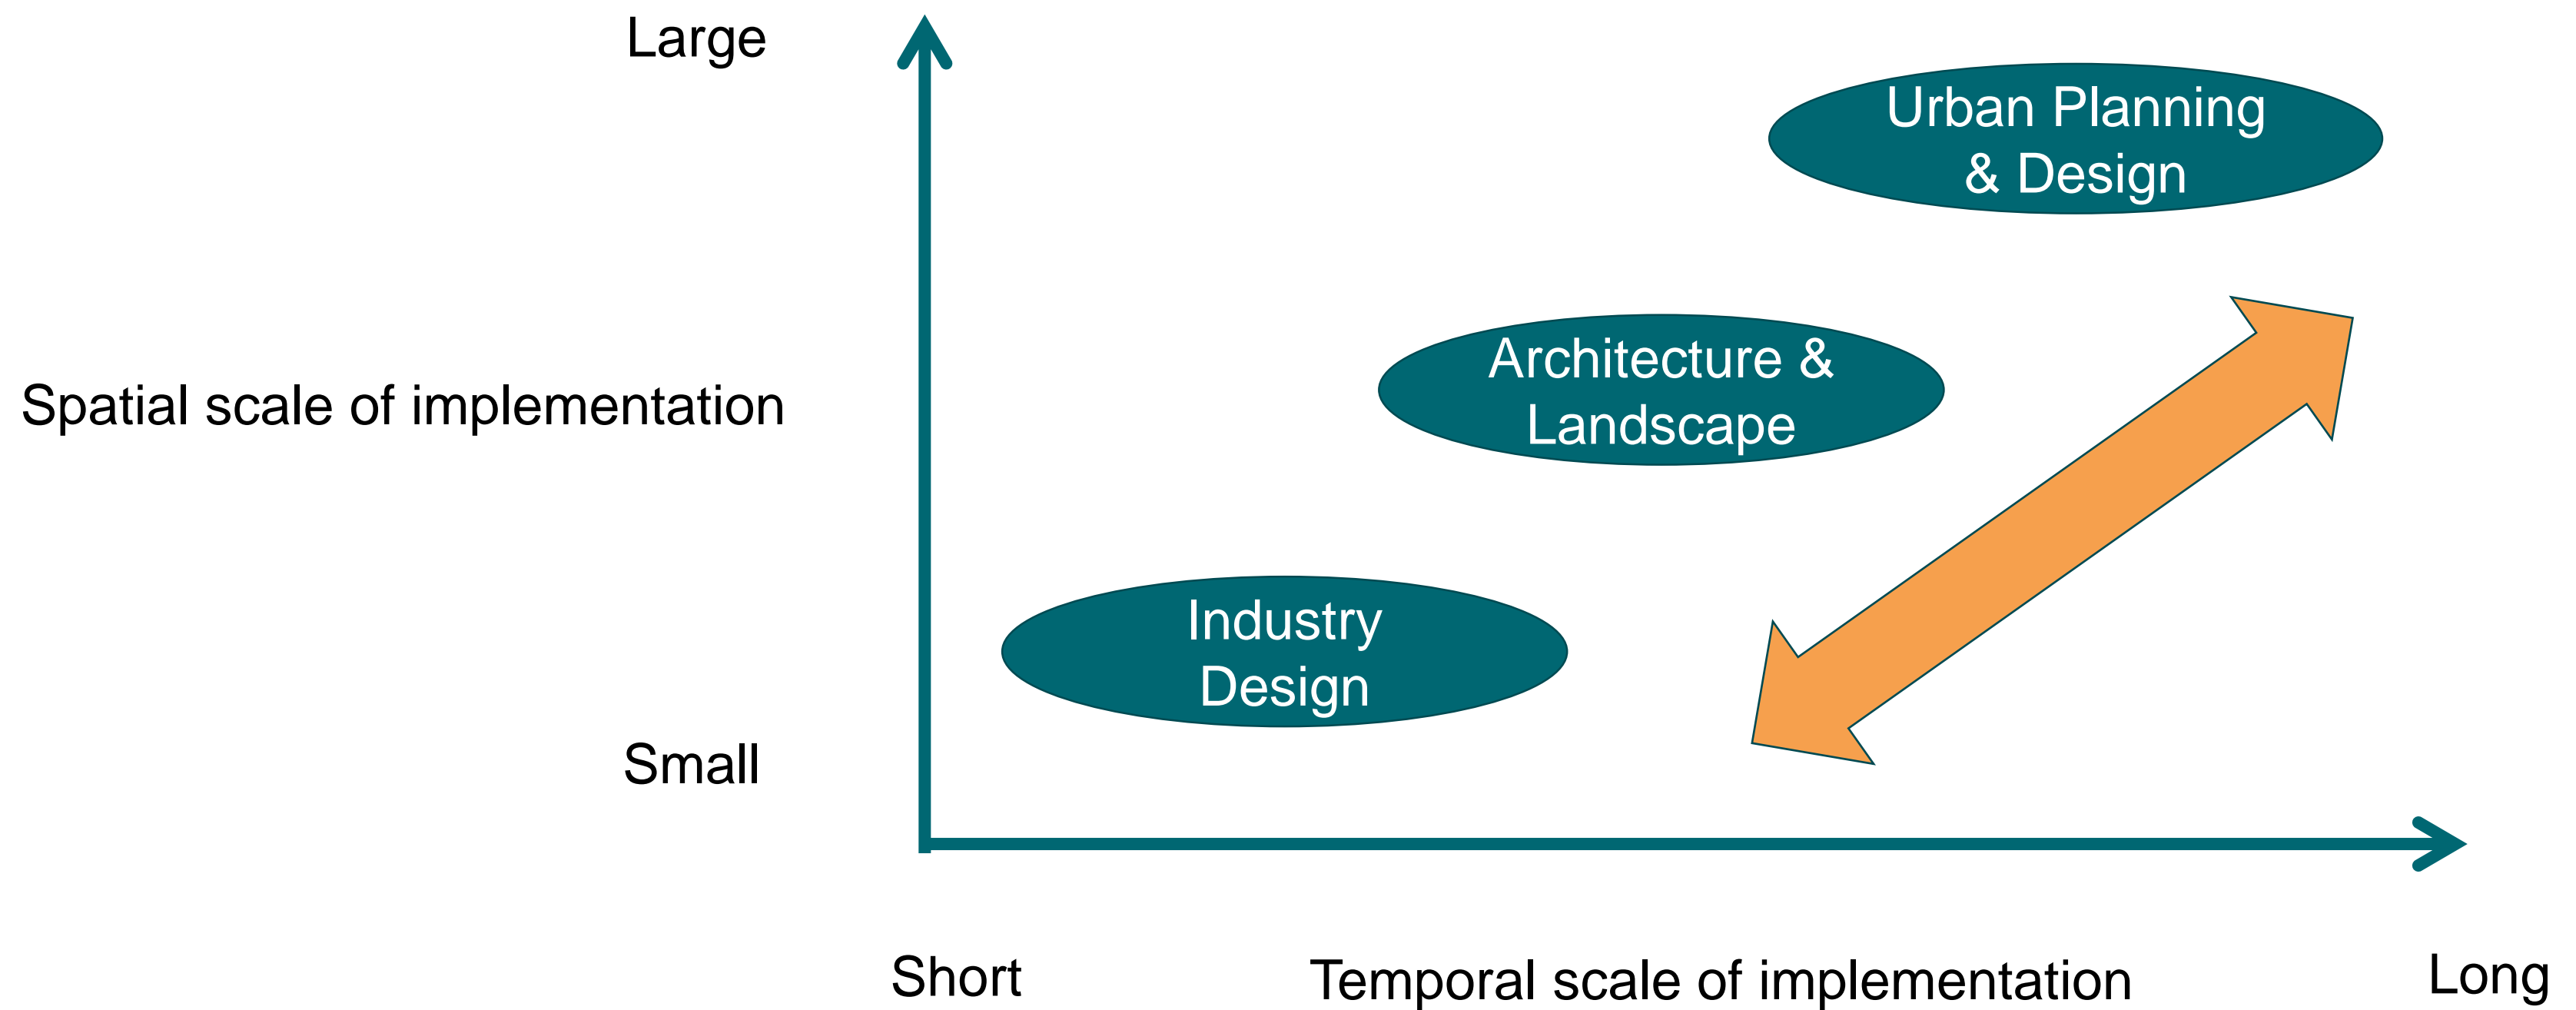 Large
Urban Planning
& Design
Architecture &
Landscape
Spatial scale of implementation
Industry
Design
Small
Short
Temporal scale of implementation
Long